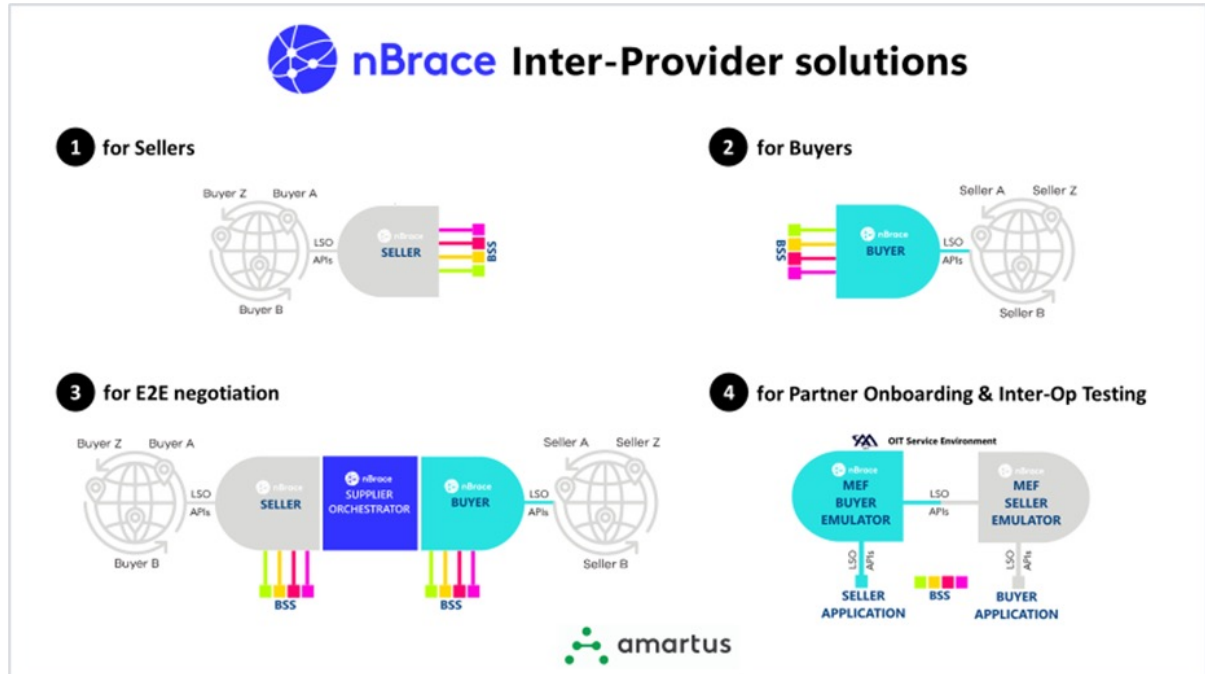 nBrace Inter-Provider solutions
1 for Sellers
Buyer Z Buyer A
LSO
APIs
Buyer B
nBrace
SELLER
BSS
2 for Buyers
BSS
nBrace
BUYER
LSO
APIs
Seller A Seller Z
Seller B
3 for E2E negotiation
Buyer Z Buyer A
LSO
APIs
Buyer B
nBrace
SELLER
BSS
nBrace
SUPPLIER
ORCHESTRATOR
nBrace
BUYER
BSS
LSO
APIs
Seller A Seller Z
Seller B
4 for Partner Onboarding & Inter-Op Testing
OIT Service Environment
nBrace
MEF
BUYER
EMULATOR
LSO
APIs
nBrace
MEF
SELLER
EMULATOR
LSO
APIs
SELLER
APPLICATION
BSS
LSO
APIs
BUYER
APPLICATION
amartus